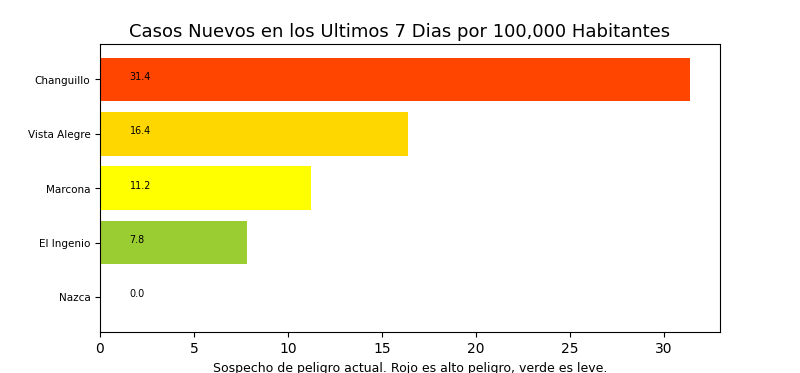 Casos Nuevos en los Ultimos 7 Dias por 100,000 Habitantes
Changuillo 31.4
Vista Alegre 16.4
Marcona 11.2
El Ingenio 7.8
Nazca 0.0
0 5 10 15 20 25 30
Sospecho de peligro actual. Rojo es alto peligro, verde es leve.